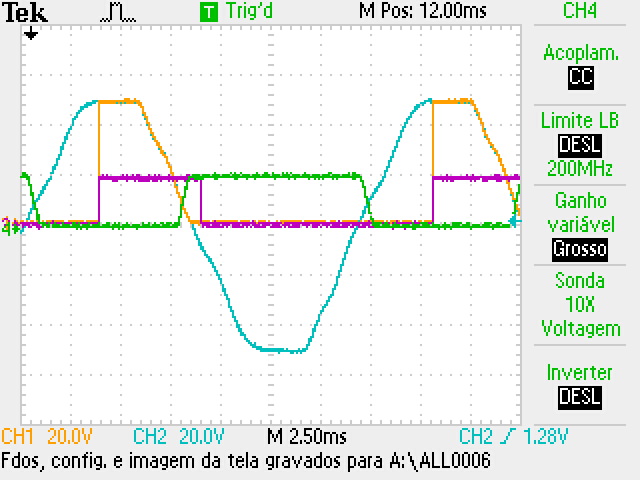 Tek T Trig'd M Pos: 12.00ms CH4
Acoplam.
CC
Limite LB
DESL
200MHz
Ganho
variável
Grosso
Sonda
10X
Voltagem
Inverter
DESL
CH1 20.0V CH2 20.0V M 2.50ms CH2 1.28V
Fdos, config. e imagem da tela gravados para A:\ALL0006